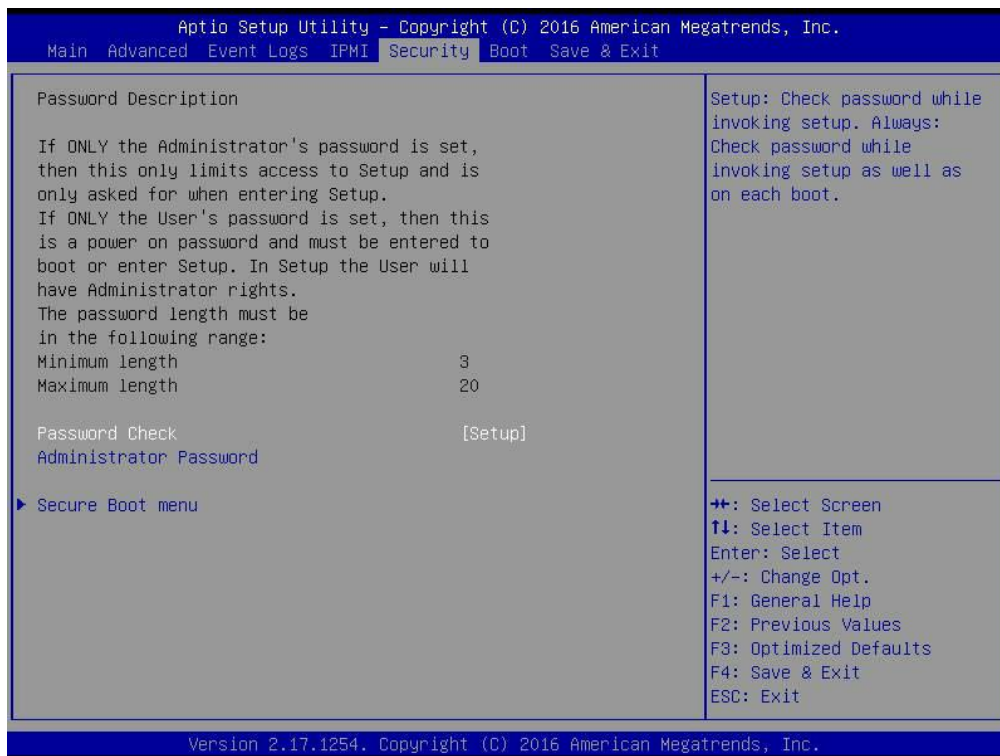 Aptio Setup Utility – Copyright (C) 2016 American Megatrends, Inc.
Main Advanced Event Logs IPMI Security Boot Save & Exit
Password Description
If ONLY the Administrator's password is set,
then this only limits access to Setup and is
only asked for when entering Setup.
If ONLY the User's password is set, then this
is a power on password and must be entered to
boot or enter Setup. In Setup the User will
have Administrator rights.
The password length must be
in the following range:
Minimum length 3
Maximum length 20
Password Check [Setup]
Administrator Password
Secure Boot menu
Setup: Check password while
invoking setup. Always:
Check password while
invoking setup as well as
on each boot.
→←: Select Screen
↑↓: Select Item
Enter: Select
+/-: Change Opt.
F1: General Help
F2: Previous Values
F3: Optimized Defaults
F4: Save & Exit
ESC: Exit
Version 2.17.1254. Copyright (C) 2016 American Megatrends, Inc.